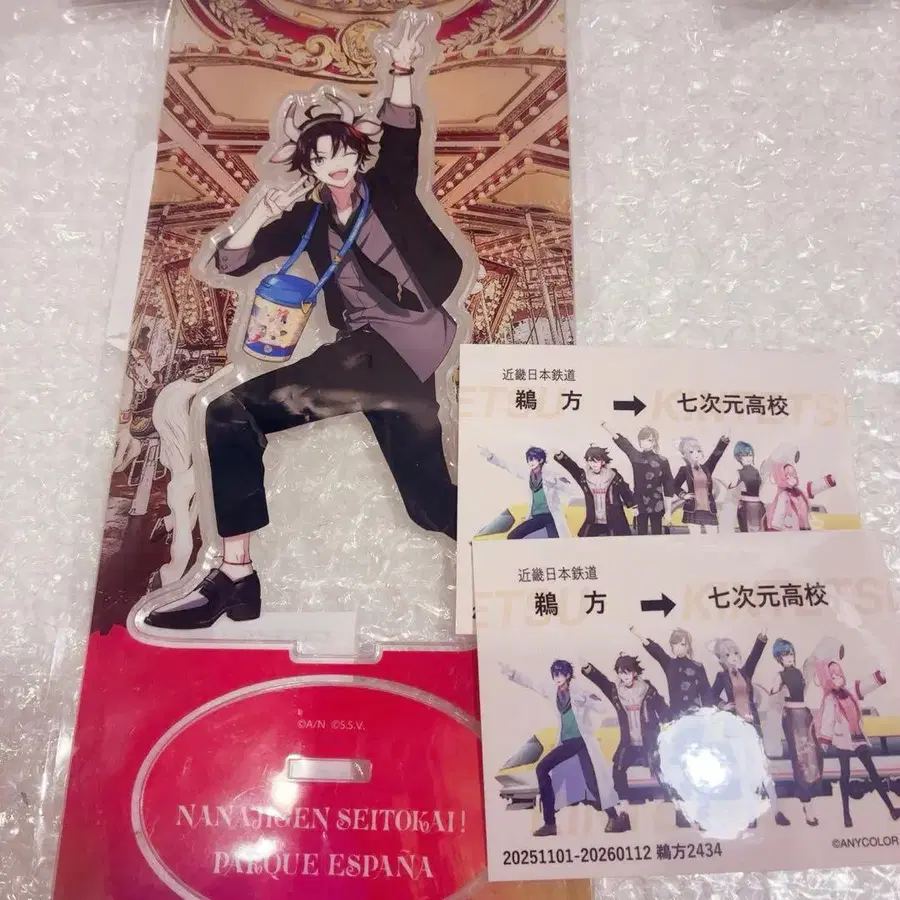 ©A/N ©S.S.V.
NANAJIGEN SEITOKAI!
PARQUE ESPAÑA
近畿日本鉄道
鵜方 ➡ 七次元高校
近畿日本鉄道
鵜方 ➡ 七次元高校
20251101-20260112 鵜方2434
©ANYCOLOR